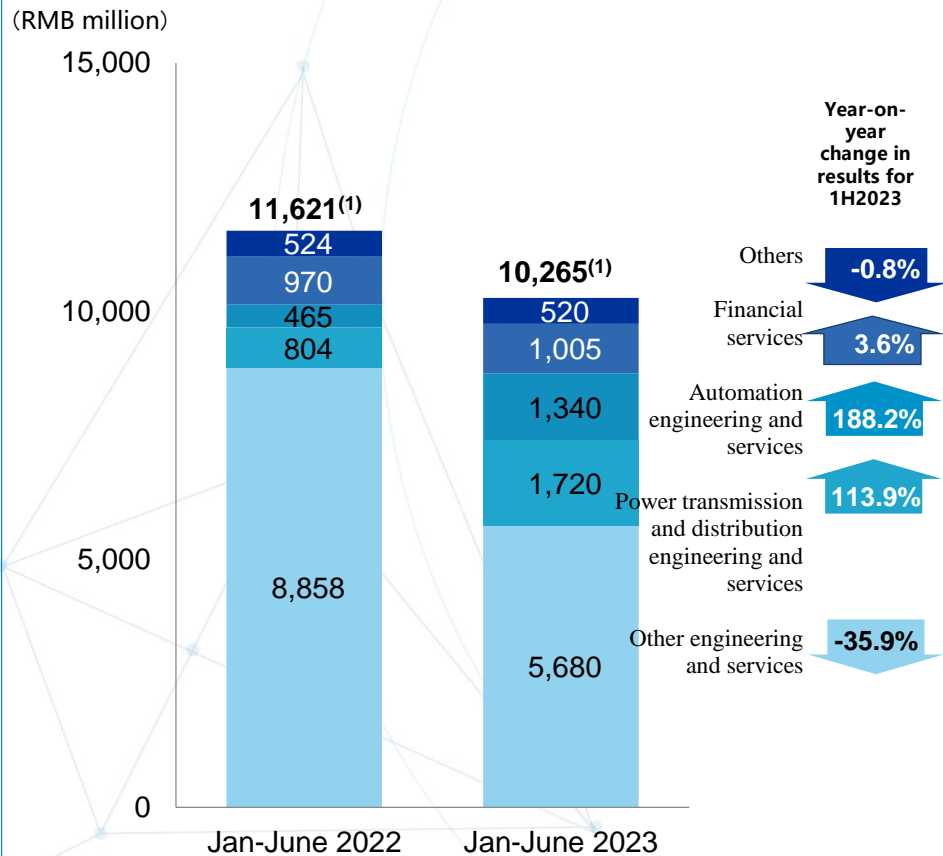 （RMB million）
15,000
10,000
5,000
0
11,621(1)
524
970
465
804
8,858
Jan-June 2022
10,265(1)
520
1,005
1,340
1,720
5,680
Jan-June 2023
Year-on-
year
change in
results for
1H2023
Others
-0.8%
Financial
services
3.6%
Automation
engineering and
services
188.2%
Power transmission
and distribution
engineering and
services
113.9%
Other engineering
and services
-35.9%